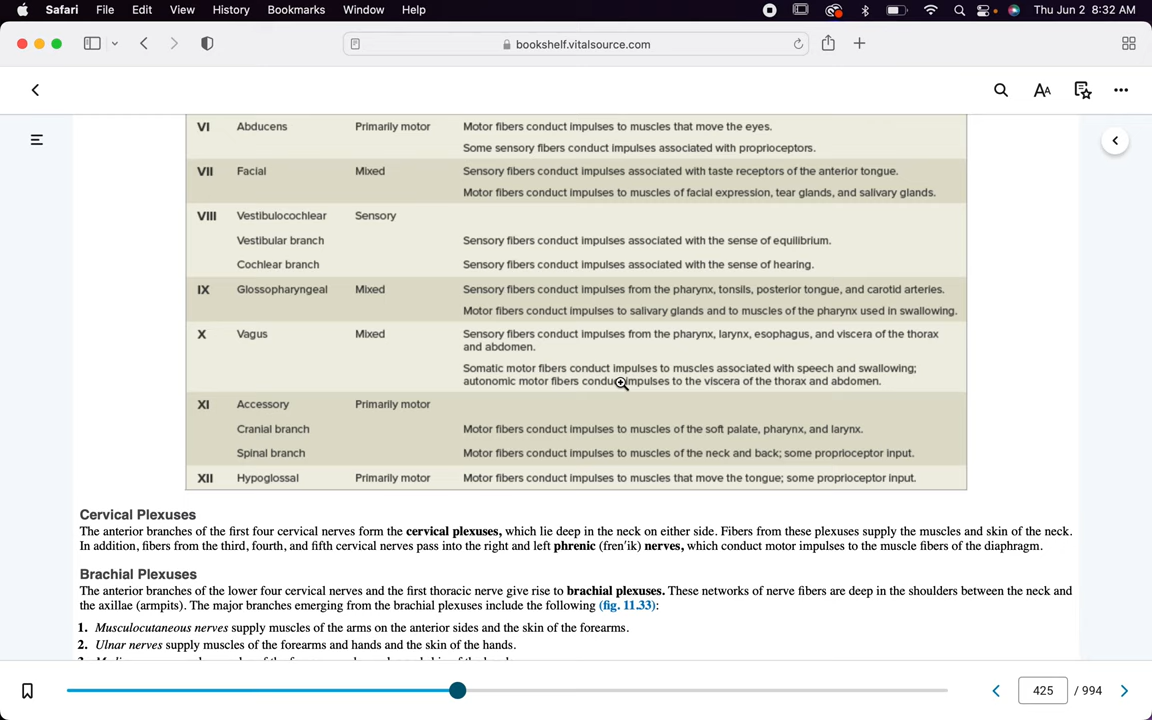 Safari File Edit View History Bookmarks Window Help Thu Jun 2 8:32 AM
bookshelf.vitalsource.com
AA
VI Abducens Primarily motor Motor fibers conduct impulses to muscles that move the eyes.
Some sensory fibers conduct impulses associated with proprioceptors.
VII Facial Mixed Sensory fibers conduct impulses associated with taste receptors of the anterior tongue.
Motor fibers conduct impulses to muscles of facial expression, tear glands, and salivary glands.
VIII Vestibulocochlear Sensory
Vestibular branch Sensory fibers conduct impulses associated with the sense of equilibrium.
Cochlear branch Sensory fibers conduct impulses associated with the sense of hearing.
IX Glossopharyngeal Mixed Sensory fibers conduct impulses from the pharynx, tonsils, posterior tongue, and carotid arteries.
Motor fibers conduct impulses to salivary glands and to muscles of the pharynx used in swallowing.
X Vagus Mixed Sensory fibers conduct impulses from the pharynx, larynx, esophagus, and viscera of the thorax
and abdomen.
Somatic motor fibers conduct impulses to muscles associated with speech and swallowing;
autonomic motor fibers conduct impulses to the viscera of the thorax and abdomen.
XI Accessory Primarily motor
Cranial branch Motor fibers conduct impulses to muscles of the soft palate, pharynx, and larynx.
Spinal branch Motor fibers conduct impulses to muscles of the neck and back; some proprioceptor input.
XII Hypoglossal Primarily motor Motor fibers conduct impulses to muscles that move the tongue; some proprioceptor input.
Cervical Plexuses
The anterior branches of the first four cervical nerves form the cervical plexuses, which lie deep in the neck on either side. Fibers from these plexuses supply the muscles and skin of the neck.
In addition, fibers from the third, fourth, and fifth cervical nerves pass into the right and left phrenic (fren′ik) nerves, which conduct motor impulses to the muscle fibers of the diaphragm.
Brachial Plexuses
The anterior branches of the lower four cervical nerves and the first thoracic nerve give rise to brachial plexuses. These networks of nerve fibers are deep in the shoulders between the neck and
the axillae (armpits). The major branches emerging from the brachial plexuses include the following (fig. 11.33):
1. Musculocutaneous nerves supply muscles of the arms on the anterior sides and the skin of the forearms.
2. Ulnar nerves supply muscles of the forearms and hands and the skin of the hands.
425 / 994